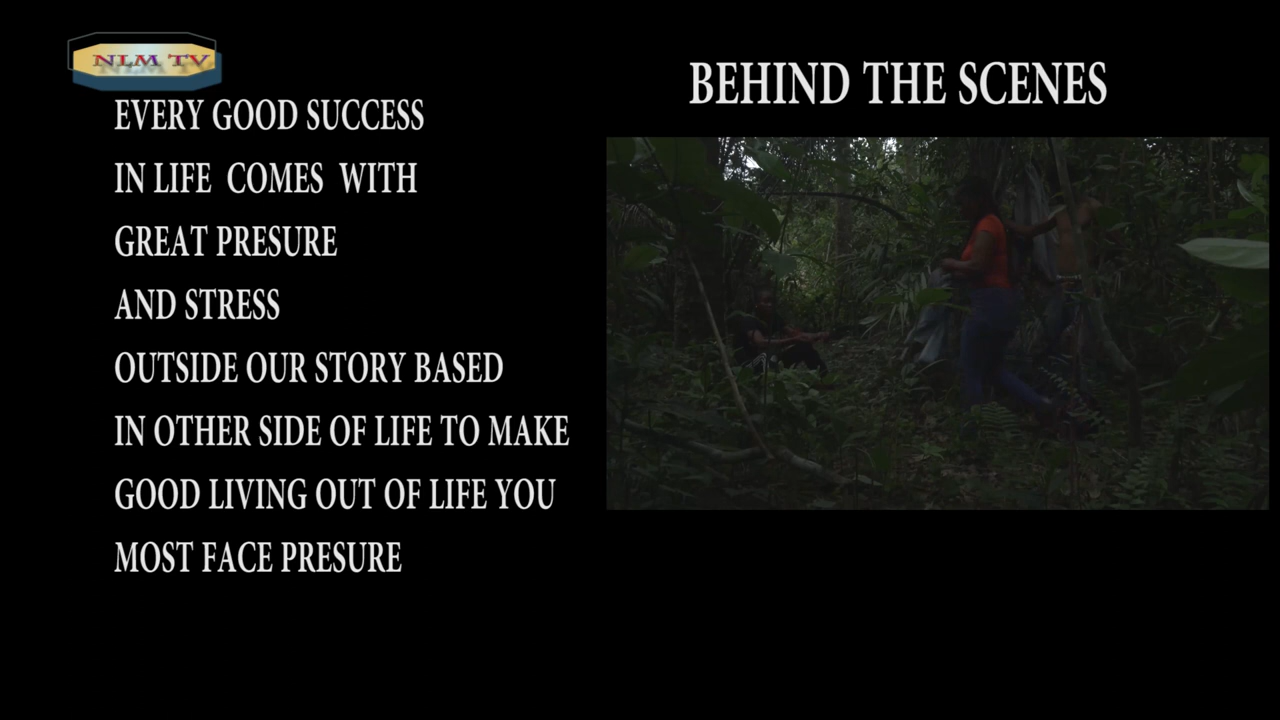 NLM TV
BEHIND THE SCENES
EVERY GOOD SUCCESS
IN LIFE COMES WITH
GREAT PRESURE
AND STRESS
OUTSIDE OUR STORY BASED
IN OTHER SIDE OF LIFE TO MAKE
GOOD LIVING OUT OF LIFE YOU
MOST FACE PRESURE